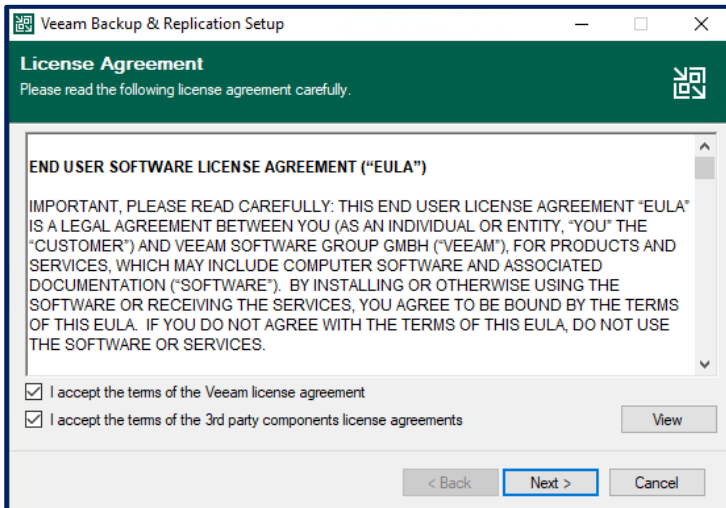 Veeam Backup & Replication Setup
License Agreement
Please read the following license agreement carefully.
END USER SOFTWARE LICENSE AGREEMENT (“EULA”)
IMPORTANT, PLEASE READ CAREFULLY: THIS END USER LICENSE AGREEMENT “EULA”
IS A LEGAL AGREEMENT BETWEEN YOU (AS AN INDIVIDUAL OR ENTITY, “YOU” THE
“CUSTOMER”) AND VEEAM SOFTWARE GROUP GMBH (“VEEAM”), FOR PRODUCTS AND
SERVICES, WHICH MAY INCLUDE COMPUTER SOFTWARE AND ASSOCIATED
DOCUMENTATION (“SOFTWARE”).  BY INSTALLING OR OTHERWISE USING THE
SOFTWARE OR RECEIVING THE SERVICES, YOU AGREE TO BE BOUND BY THE TERMS
OF THIS EULA.  IF YOU DO NOT AGREE WITH THE TERMS OF THIS EULA, DO NOT USE
THE SOFTWARE OR SERVICES.
I accept the terms of the Veeam license agreement
I accept the terms of the 3rd party components license agreements
View
< Back
Next >
Cancel